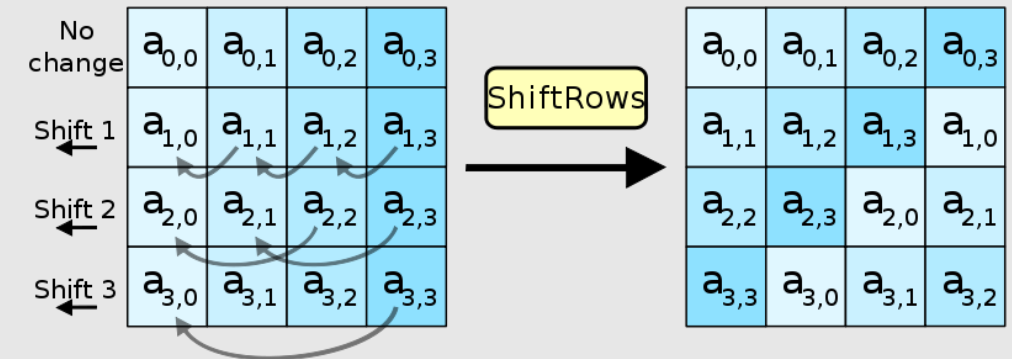 No
change
a0,0 a0,1 a0,2 a0,3
Shift 1
a1,0 a1,1 a1,2 a1,3
Shift 2
a2,0 a2,1 a2,2 a2,3
Shift 3
a3,0 a3,1 a3,2 a3,3
ShiftRows
a0,0 a0,1 a0,2 a0,3
a1,1 a1,2 a1,3 a1,0
a2,2 a2,3 a2,0 a2,1
a3,3 a3,0 a3,1 a3,2